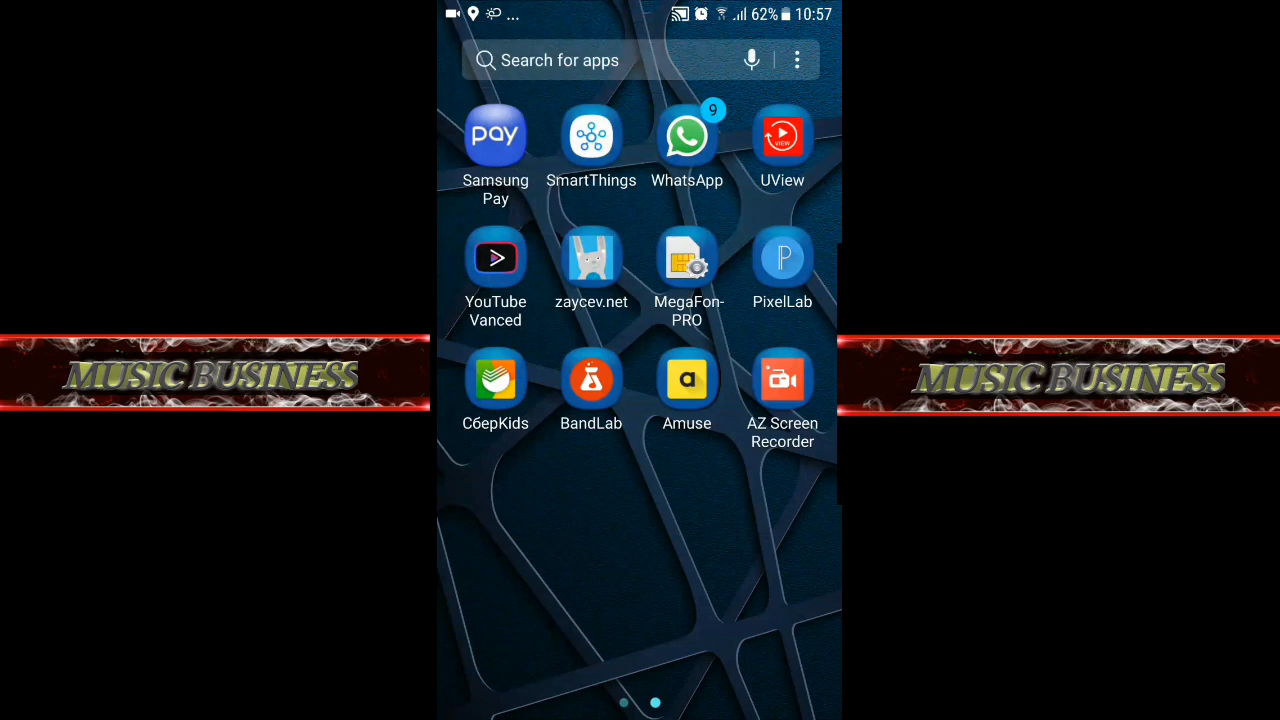 ... 62% 10:57
Search for apps
9
pay
VIEW
Samsung Pay
SmartThings
WhatsApp
UView
P
YouTube Vanced
zaycev.net
MegaFon-PRO
PixelLab
a
СберKids
BandLab
Amuse
AZ Screen Recorder
MUSIC BUSINESS
MUSIC BUSINESS